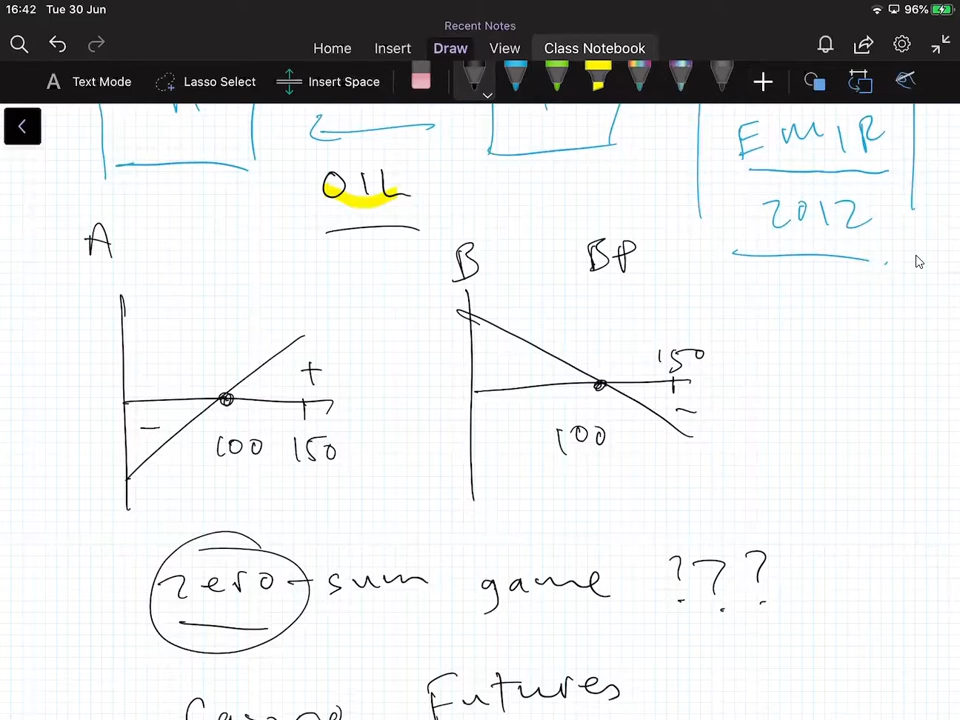 16:42 Tue 30 Jun
96%
Recent Notes
Home Insert Draw View Class Notebook
A Text Mode Lasso Select Insert Space
EMIR
2012
OIL
A
B BP
+
-
100 150
150
-
100
zero-sum game ???
Futures